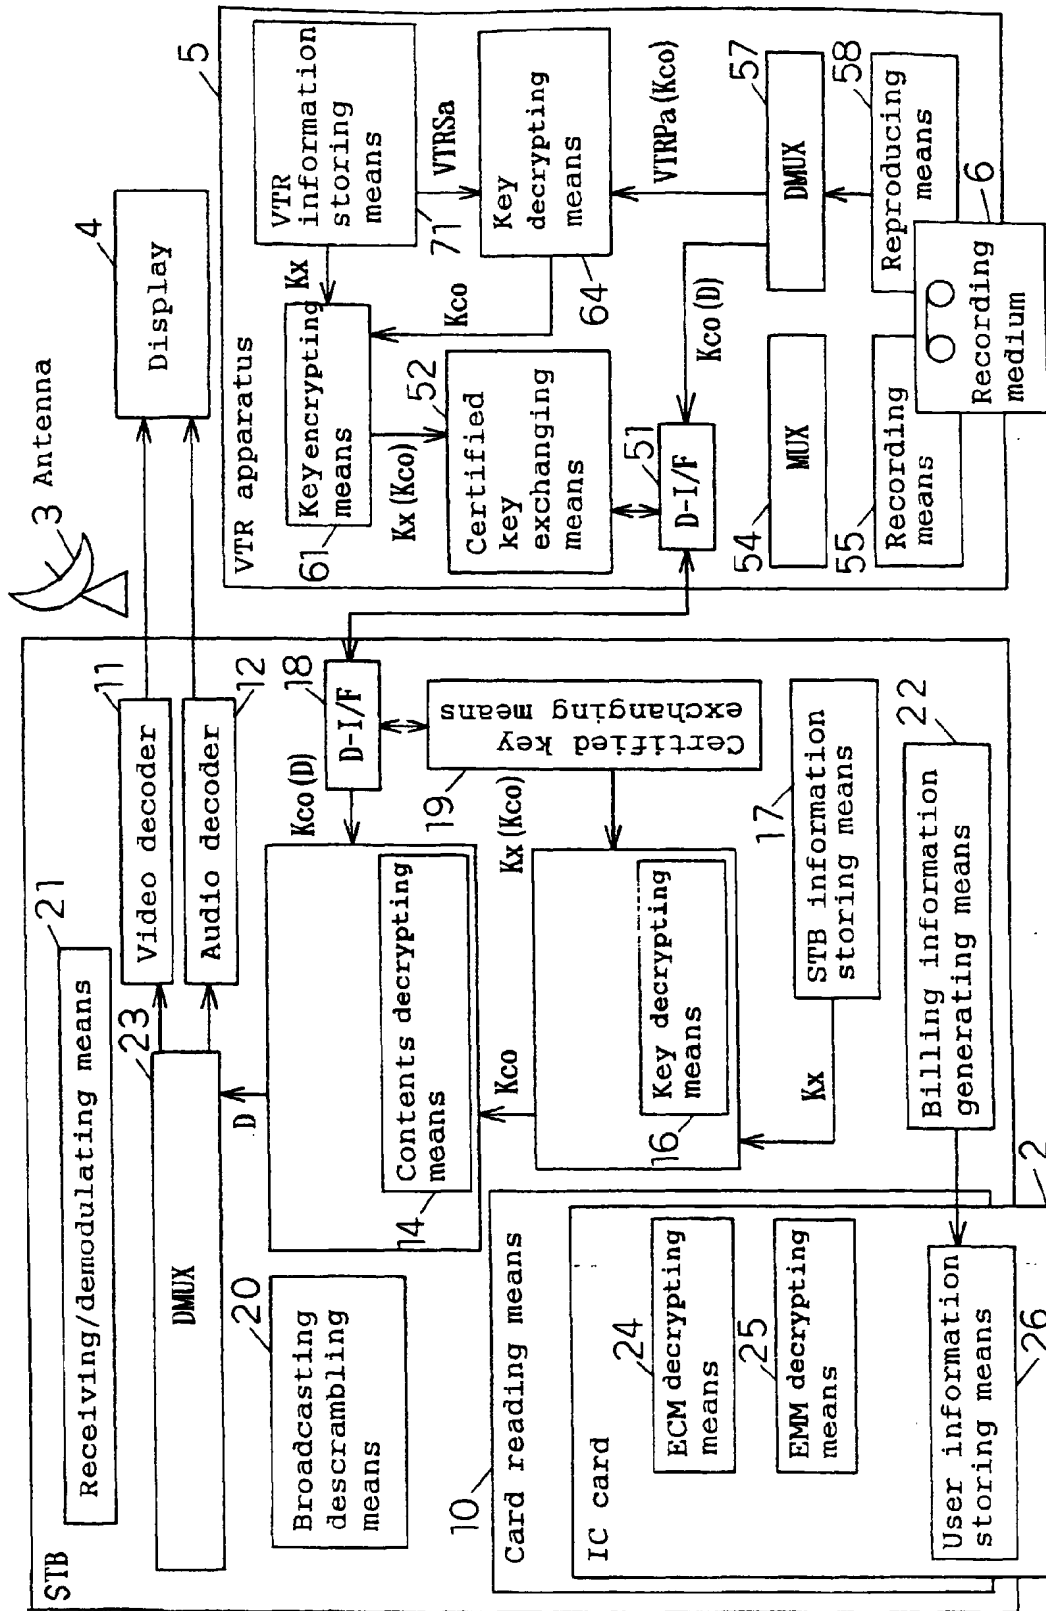 STB
Receiving/demodulating means
21
DMUX
23
Video decoder
11
Audio decoder
12
3
Antenna
Display
4
Broadcasting
descrambling
means
20
D
Contents decrypting
means
14
Kco(D)
D-I/F
18
Certified key
exchanging means
19
Kx(Kco)
Kco
Key decrypting
means
16
Kx
STB information
storing means
17
Billing information
generating means
22
Card reading means
10
IC card
2
ECM decrypting
means
24
EMM decrypting
means
25
User information
storing means
26
VTR apparatus
5
VTR
information
storing
means
71
Kx
VTRSa
Key encrypting
means
61
Key
decrypting
means
64
Kco
Kx(Kco)
Certified
key
exchanging
means
52
VTRPa(Kco)
Kco(D)
D-I/F
51
MUX
54
DMUX
57
Recording
means
55
Reproducing
means
58
Recording
medium
6